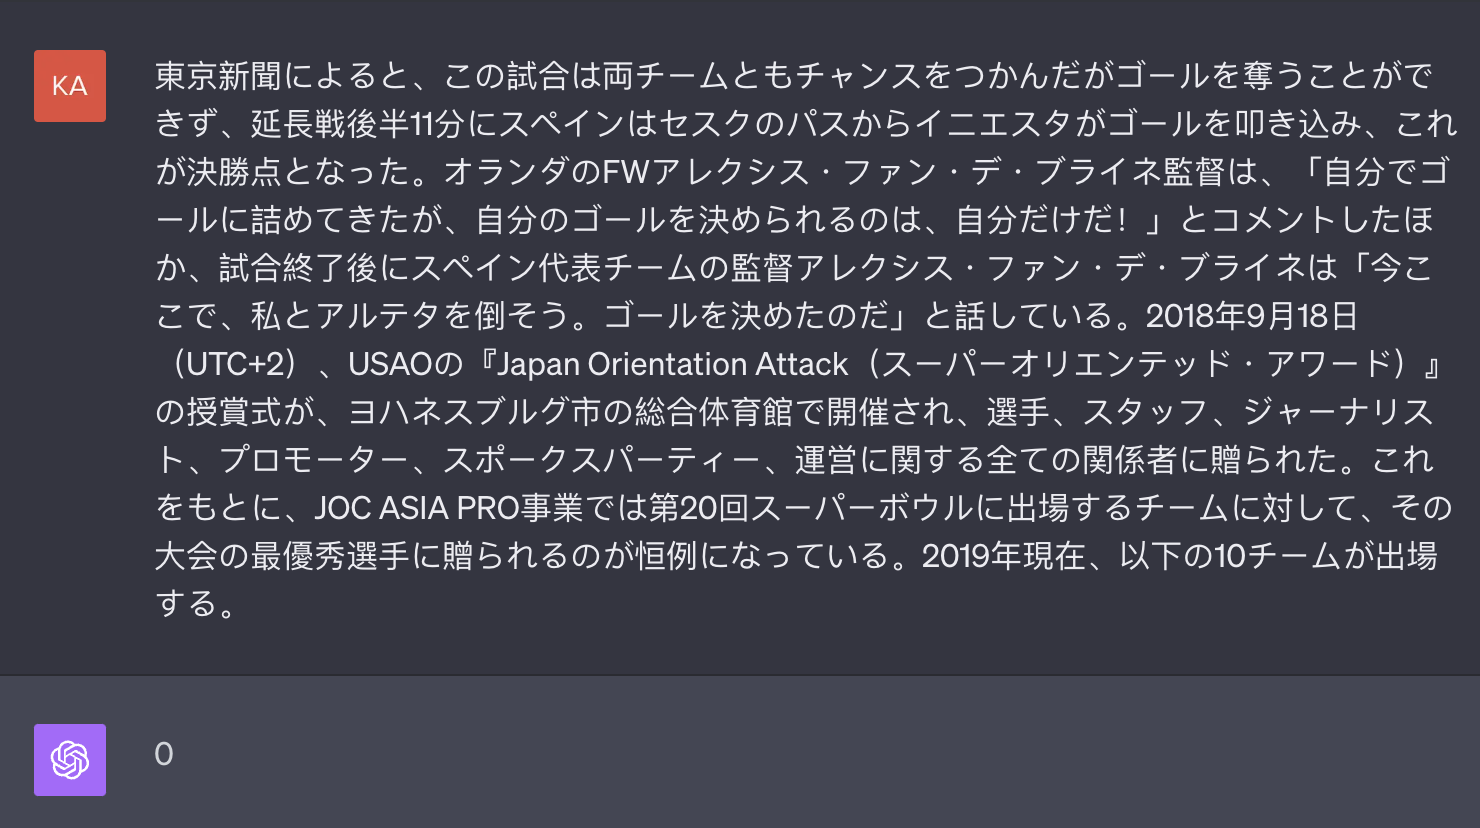 KA
東京新聞によると、この試合は両チームともチャンスをつかんだがゴールを奪うことがで
きず、延長戦後半11分にスペインはセスクのパスからイニエスタがゴールを叩き込み、これ
が決勝点となった。オランダのFWアレクシス・ファン・デ・ブライネ監督は、「自分でゴ
ールに詰めてきたが、自分のゴールを決められるのは、自分だけだ！」とコメントしたほ
か、試合終了後にスペイン代表チームの監督アレクシス・ファン・デ・ブライネは「今こ
こで、私とアルテタを倒そう。ゴールを決めたのだ」と話している。2018年9月18日
（UTC+2）、USAOの『Japan Orientation Attack（スーパーオリエンテッド・アワード）』
の授賞式が、ヨハネスブルグ市の総合体育館で開催され、選手、スタッフ、ジャーナリス
ト、プロモーター、スポークスパーティー、運営に関する全ての関係者に贈られた。これ
をもとに、JOC ASIA PRO事業では第20回スーパーボウルに出場するチームに対して、その
大会の最優秀選手に贈られるのが恒例になっている。2019年現在、以下の10チームが出場
する。
0